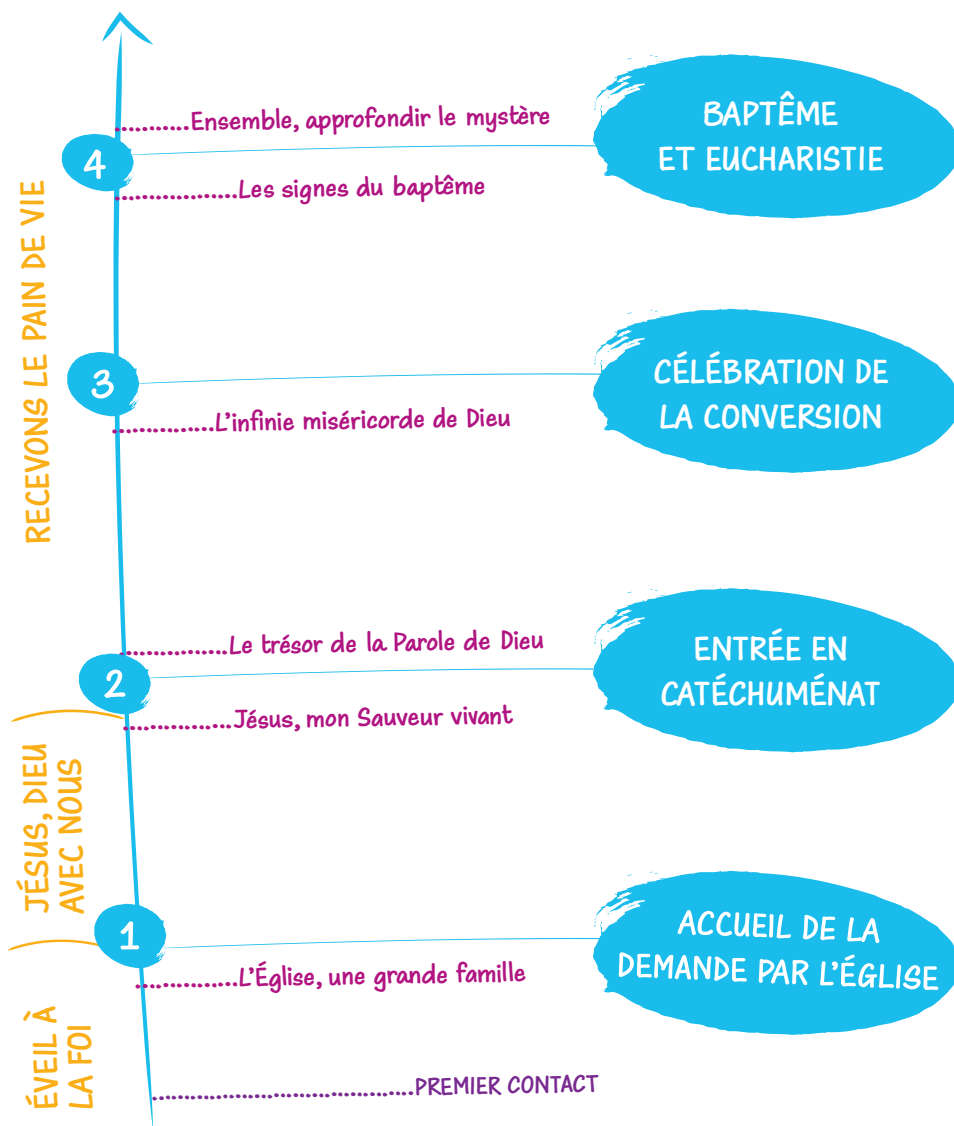 Ensemble, approfondir le mystère
4
BAPTÊME
ET EUCHARISTIE
Les signes du baptême
RECEVONS LE PAIN DE VIE
3
CÉLÉBRATION DE
LA CONVERSION
L'infinie miséricorde de Dieu
Le trésor de la Parole de Dieu
2
ENTRÉE EN
CATÉCHUMÉNAT
Jésus, mon Sauveur vivant
JÉSUS, DIEU
AVEC NOUS
1
ACCUEIL DE LA
DEMANDE PAR L'ÉGLISE
L'Église, une grande famille
ÉVEIL À
LA FOI
PREMIER CONTACT